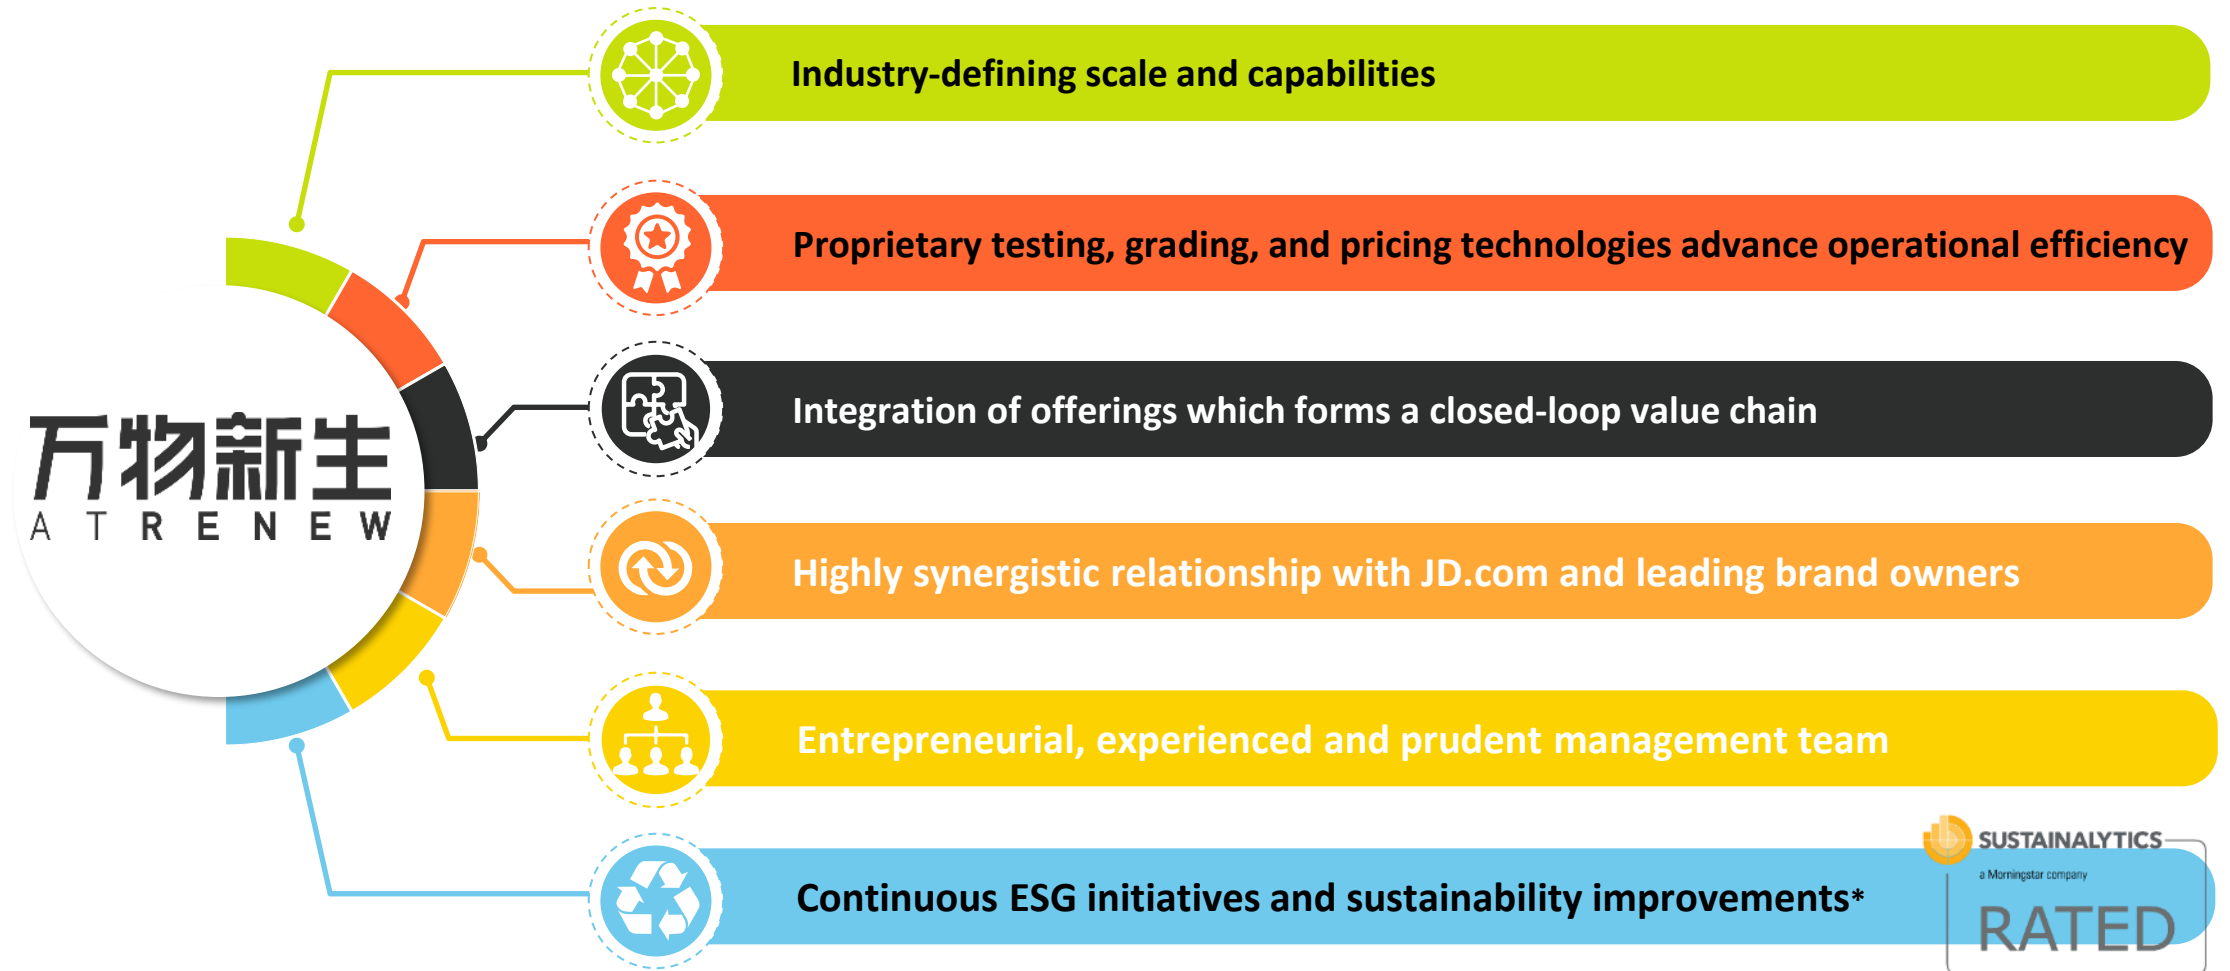 Industry-defining scale and capabilities
Proprietary testing, grading, and pricing technologies advance operational efficiency
Integration of offerings which forms a closed-loop value chain
万物新生
ATRENEW
Highly synergistic relationship with JD.com and leading brand owners
Entrepreneurial, experienced and prudent management team
Continuous ESG initiatives and sustainability improvements*
SUSTAINALYTICS
a Morningstar company
RATED